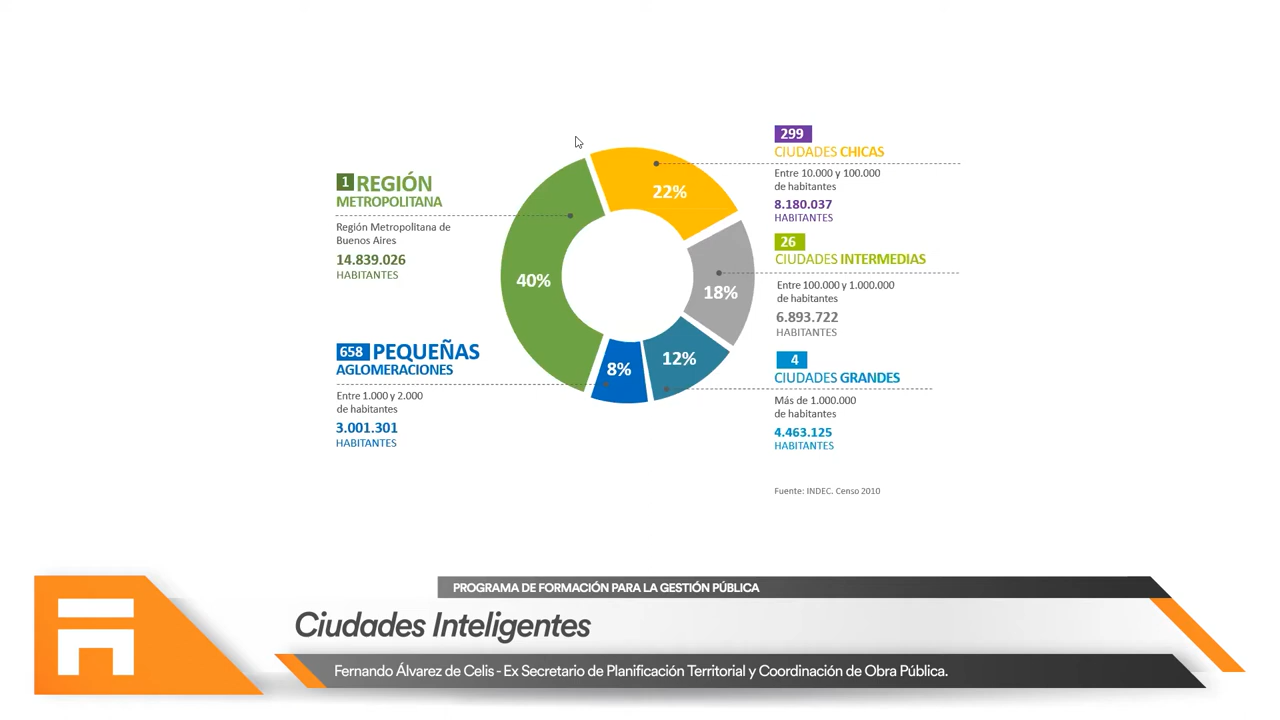 1 REGIÓN
METROPOLITANA
Región Metropolitana de
Buenos Aires
14.839.026
HABITANTES
658 PEQUEÑAS
AGLOMERACIONES
Entre 1.000 y 2.000
de habitantes
3.001.301
HABITANTES
22%
40%
18%
12%
8%
299
CIUDADES CHICAS
Entre 10.000 y 100.000
de habitantes
8.180.037
HABITANTES
26
CIUDADES INTERMEDIAS
Entre 100.000 y 1.000.000
de habitantes
6.893.722
HABITANTES
4
CIUDADES GRANDES
Más de 1.000.000
de habitantes
4.463.125
HABITANTES
Fuente: INDEC. Censo 2010
PROGRAMA DE FORMACIÓN PARA LA GESTIÓN PÚBLICA
Ciudades Inteligentes
Fernando Álvarez de Celis - Ex Secretario de Planificación Territorial y Coordinación de Obra Pública.